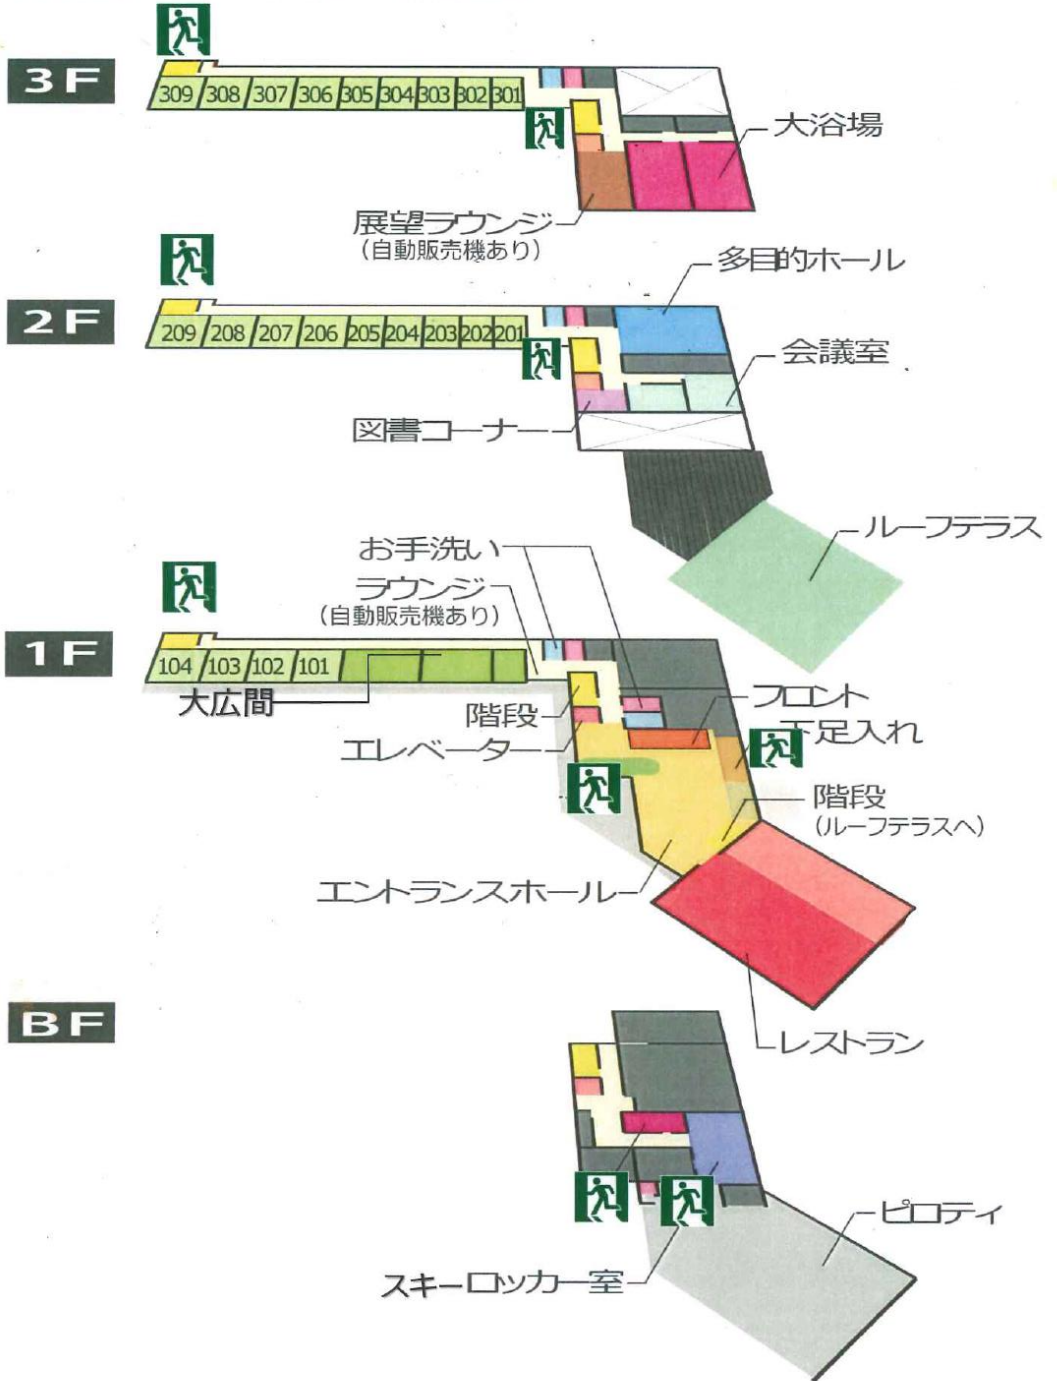 3F
309 308 307 306 305 304 303 302 301
大浴場
展望ラウンジ
(自動販売機あり)
多目的ホール
2F
209 208 207 206 205 204 203 202 201
会議室
図書コーナー
ルーフテラス
お手洗い
ラウンジ
(自動販売機あり)
1F
104 103 102 101
大広間
階段
フロント
エレベーター
下足入れ
階段
(ルーフテラスへ)
エントランスホール
BF
レストラン
ピロティ
スキーロッカー室